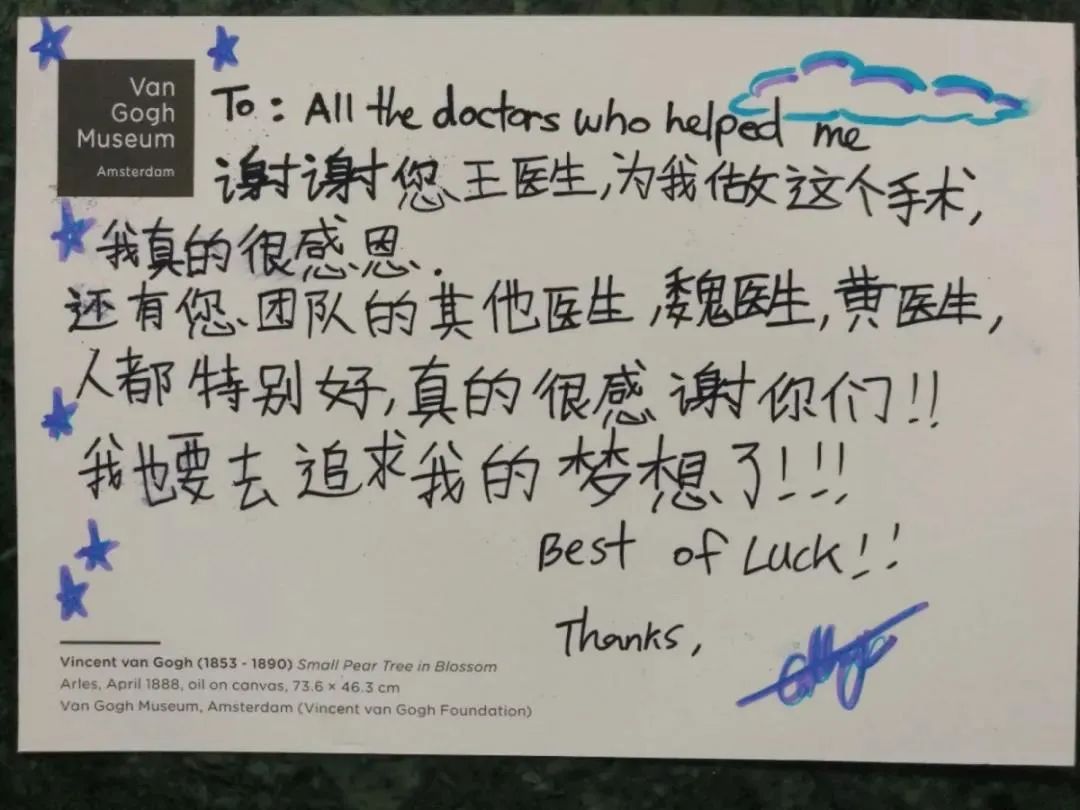 Van
Gogh
Museum
Amsterdam
To: All the doctors who helped me
谢谢您王医生,为我做这个手术,
我真的很感恩.
还有您团队的其他医生,魏医生,黄医生,
人都特别好,真的很感谢你们!!
我也要去追求我的梦想了!!!
Best of Luck!!
Thanks,
Vincent van Gogh (1853 - 1890) Small Pear Tree in Blossom
Arles, April 1888, oil on canvas, 73.6 × 46.3 cm
Van Gogh Museum, Amsterdam (Vincent van Gogh Foundation)